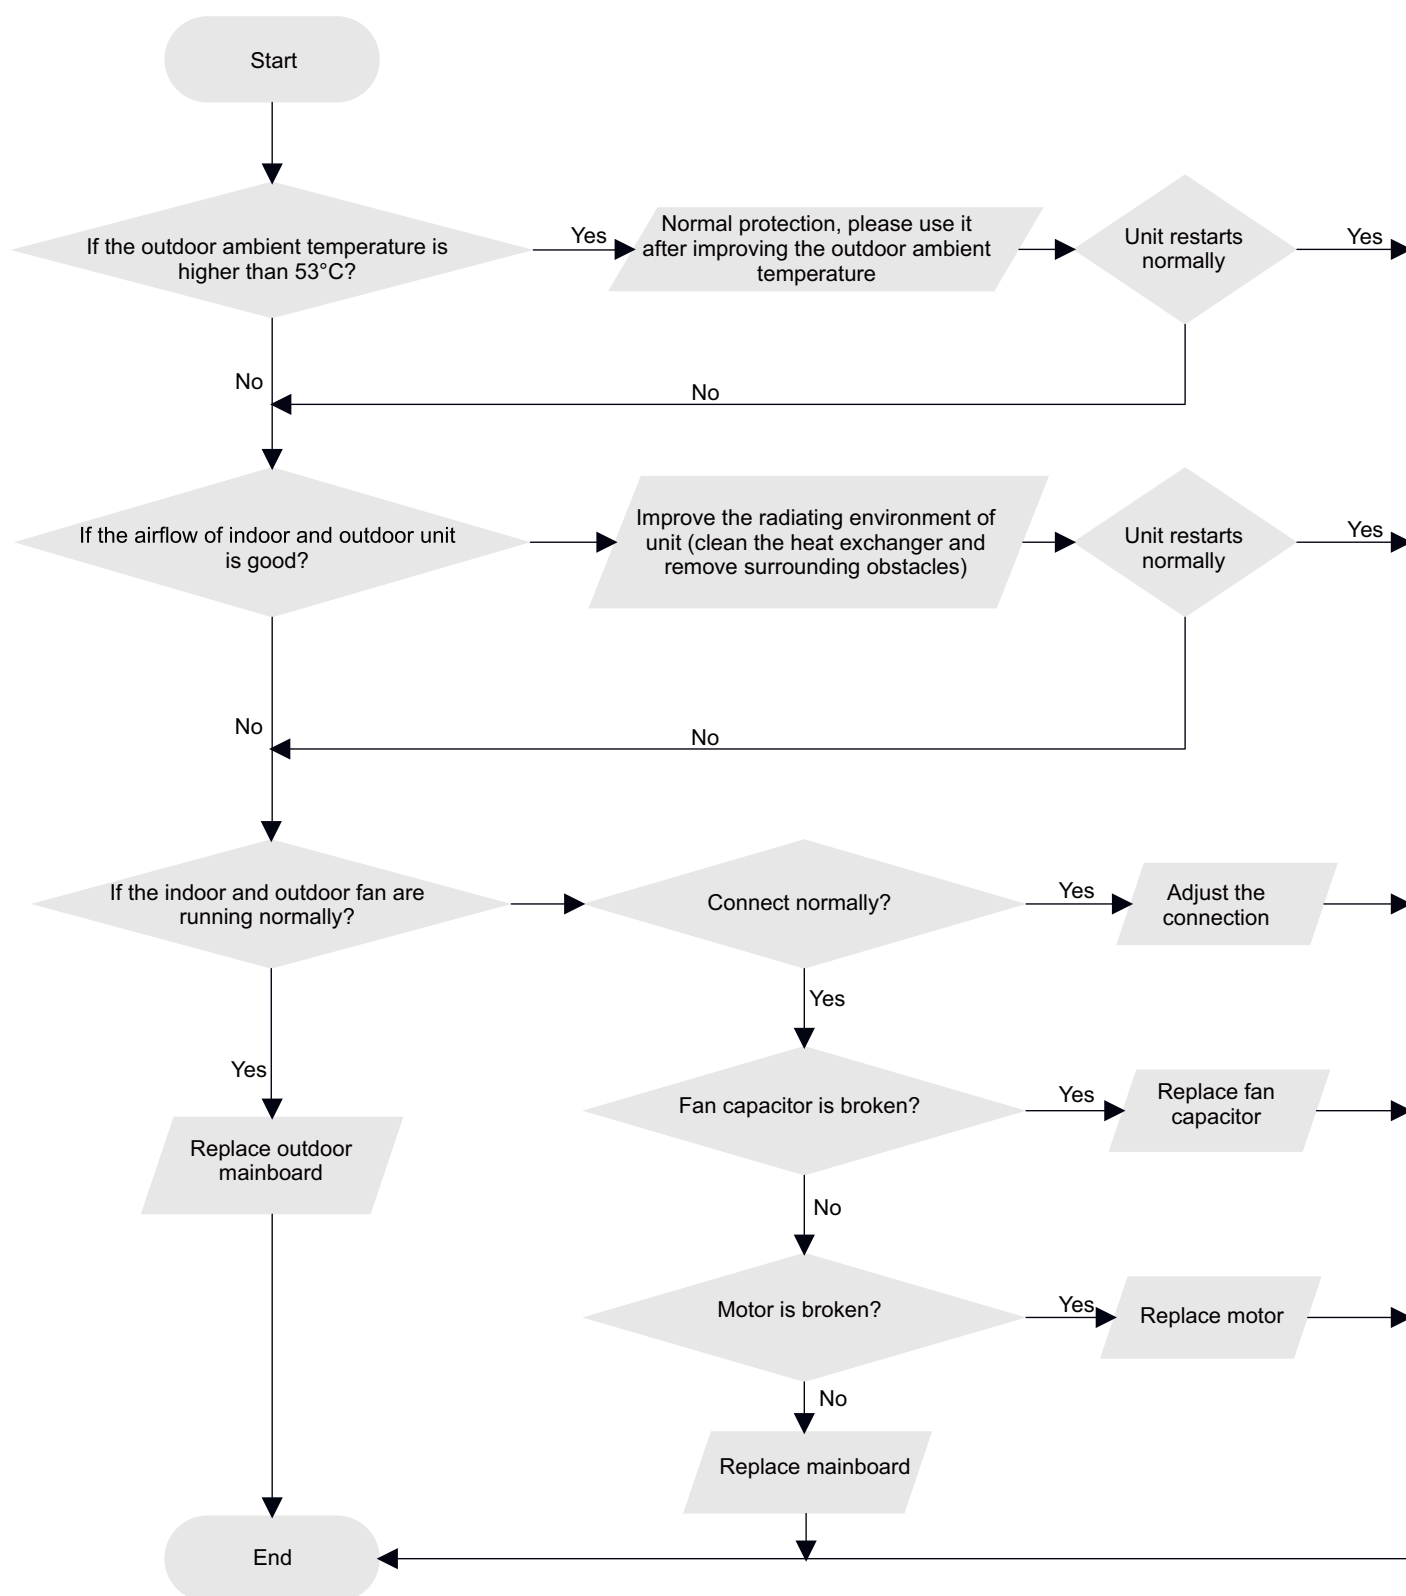 Start
If the outdoor ambient temperature is
higher than 53°C?
Yes
Normal protection, please use it
after improving the outdoor ambient
temperature
Unit restarts
normally
Yes
No
No
If the airflow of indoor and outdoor unit
is good?
Improve the radiating environment of
unit (clean the heat exchanger and
remove surrounding obstacles)
Unit restarts
normally
Yes
No
No
If the indoor and outdoor fan are
running normally?
Connect normally?
Yes
Adjust the
connection
Yes
Yes
Fan capacitor is broken?
Yes
Replace fan
capacitor
Replace outdoor
mainboard
No
Motor is broken?
Yes
Replace motor
No
Replace mainboard
End